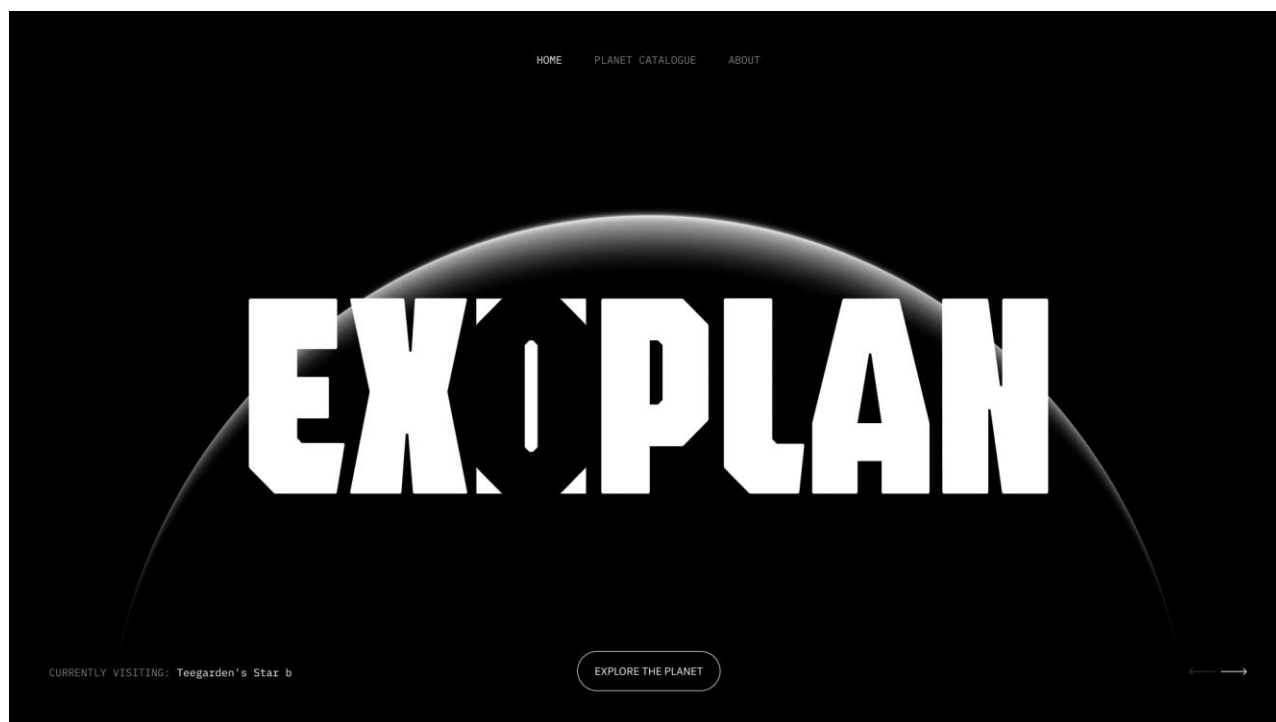 HOME PLANET CATALOGUE ABOUT
EXOPLAN
CURRENTLY VISITING: Teegarden's Star b
EXPLORE THE PLANET